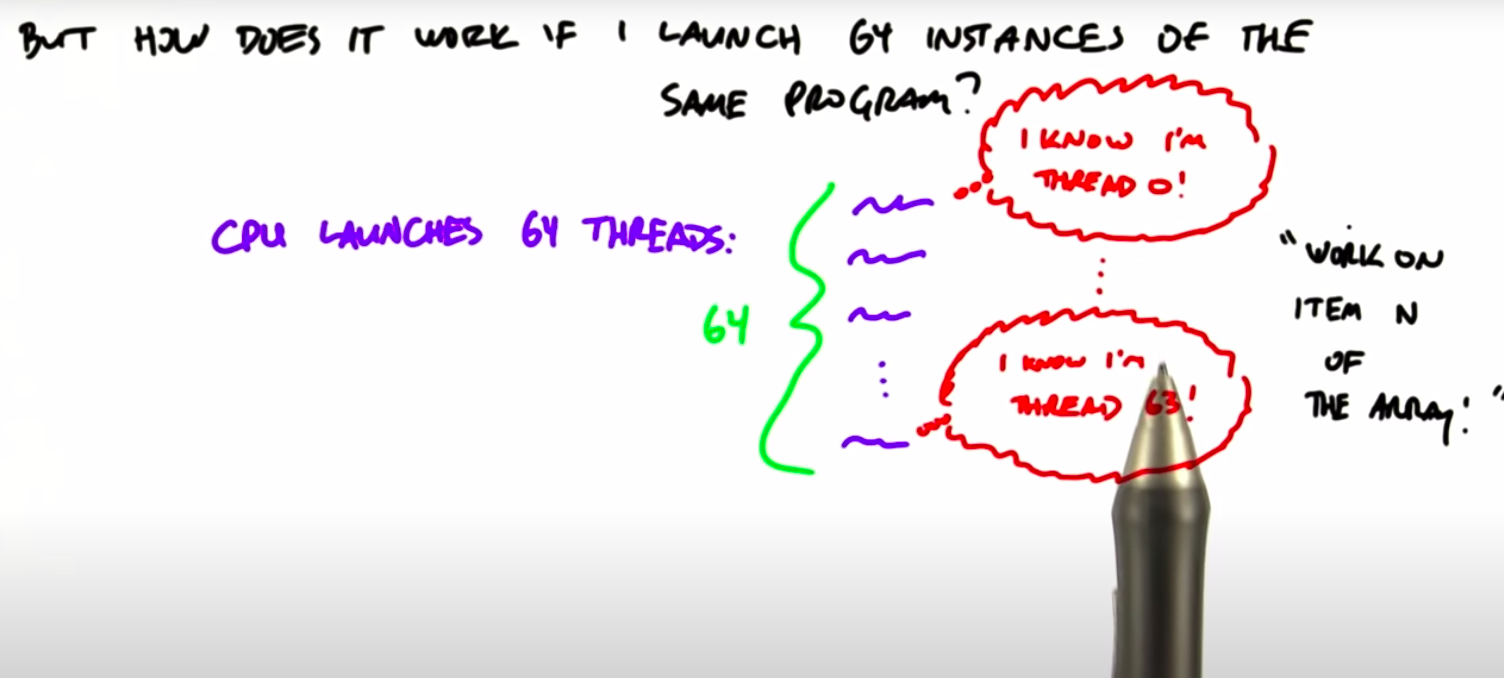 BUT HOW DOES IT WORK IF I LAUNCH 64 INSTANCES OF THE
SAME PROGRAM?
I KNOW I'M
THREAD 0!
CPU LAUNCHES 64 THREADS:
64
I KNOW I'M
THREAD 63!
"WORK ON
ITEM N
OF
THE ARRAY!"